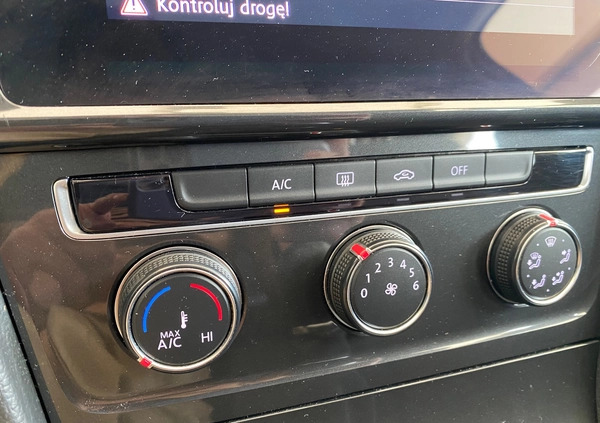 Kontroluj drogę!
A/C
OFF
MAX
A/C
HI
0 1 2 3 4 5 6